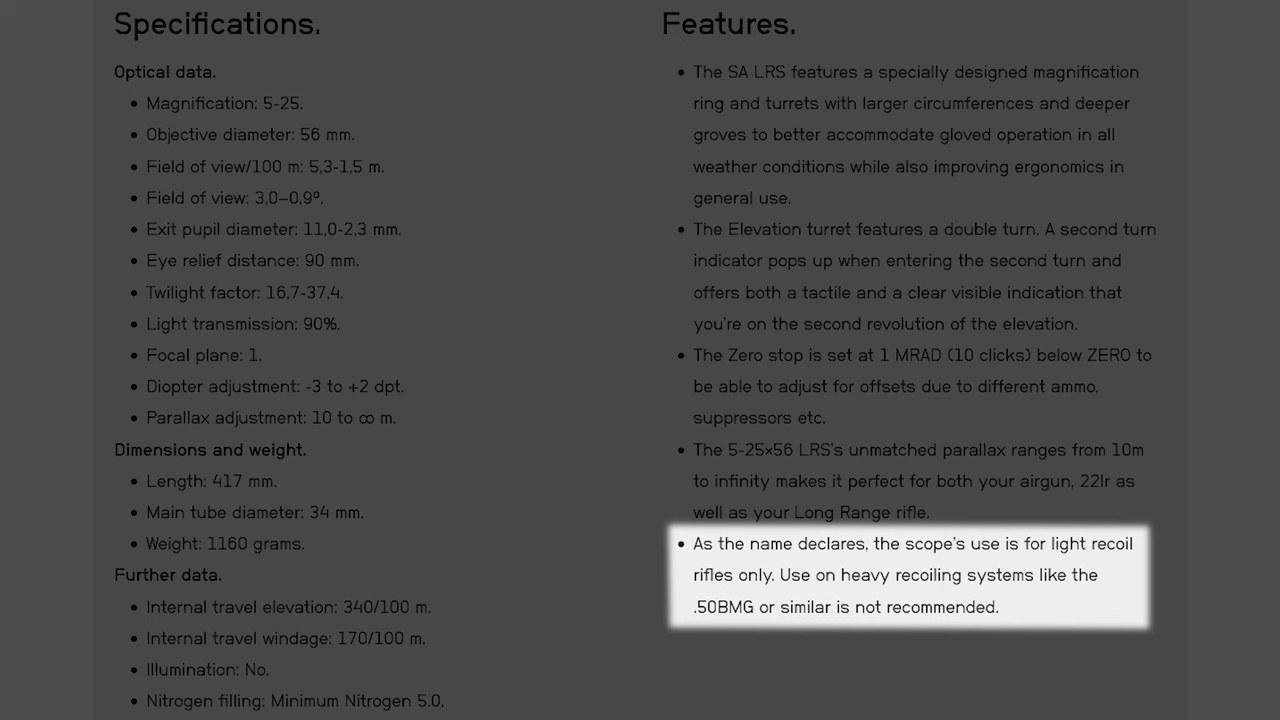 Specifications.
Optical data.
• Magnification: 5-25.
• Objective diameter: 56 mm.
• Field of view/100 m: 5,3-1,5 m.
• Field of view: 3,0–0,9º.
• Exit pupil diameter: 11,0-2,3 mm.
• Eye relief distance: 90 mm.
• Twilight factor: 16,7-37,4.
• Light transmission: 90%.
• Focal plane: 1.
• Diopter adjustment: -3 to +2 dpt.
• Parallax adjustment: 10 to ∞ m.
Dimensions and weight.
• Length: 417 mm.
• Main tube diameter: 34 mm.
• Weight: 1160 grams.
Further data.
• Internal travel elevation: 340/100 m.
• Internal travel windage: 170/100 m.
• Illumination: No.
• Nitrogen filling: Minimum Nitrogen 5.0.
Features.
• The SA LRS features a specially designed magnification
ring and turrets with larger circumferences and deeper
groves to better accommodate gloved operation in all
weather conditions while also improving ergonomics in
general use.
• The Elevation turret features a double turn. A second turn
indicator pops up when entering the second turn and
offers both a tactile and a clear visible indication that
you're on the second revolution of the elevation.
• The Zero stop is set at 1 MRAD (10 clicks) below ZERO to
be able to adjust for offsets due to different ammo,
suppressors etc.
• The 5-25×56 LRS's unmatched parallax ranges from 10m
to infinity makes it perfect for both your airgun, 22lr as
well as your Long Range rifle.
• As the name declares, the scope's use is for light recoil
rifles only. Use on heavy recoiling systems like the
.50BMG or similar is not recommended.